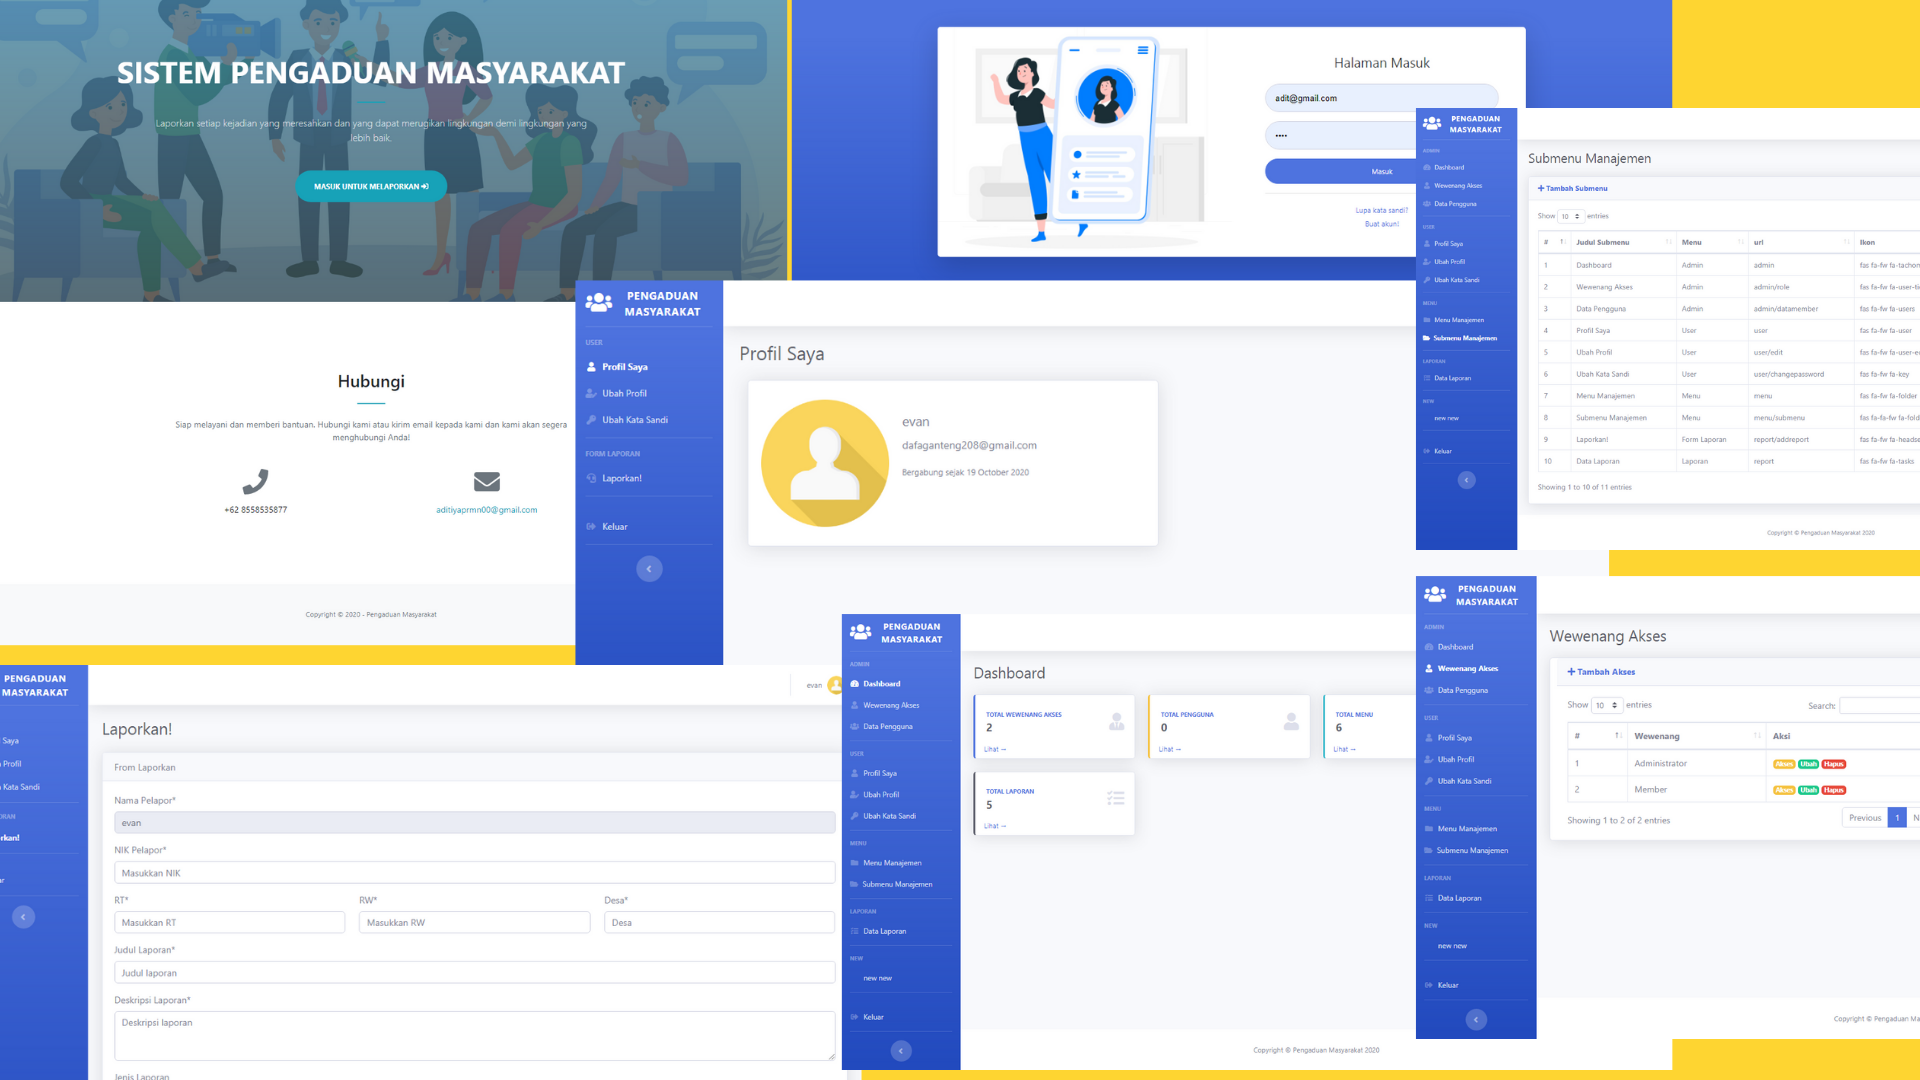 SISTEM PENGADUAN MASYARAKAT
Laporkan setiap kejadian yang meresahkan dan yang dapat merugikan lingkungan demi lingkungan yang
lebih baik.
MASUK UNTUK MELAPORKAN
Hubungi
Siap melayani dan memberi bantuan. Hubungi kami atau kirim email kepada kami dan kami akan segera
menghubungi Anda!
+62 8558535877
aditiyaprmn00@gmail.com
Copyright © 2020 - Pengaduan Masyarakat
Halaman Masuk
adit@gmail.com
••••
Masuk
Lupa kata sandi?
Buat akun!
PENGADUAN
MASYARAKAT
USER
Profil Saya
Ubah Profil
Ubah Kata Sandi
FORM LAPORAN
Laporkan!
Keluar
Profil Saya
evan
dafaganteng208@gmail.com
Bergabung sejak 19 October 2020
PENGADUAN
MASYARAKAT
ADMIN
Dashboard
Wewenang Akses
Data Pengguna
USER
Profil Saya
Ubah Profil
Ubah Kata Sandi
MENU
Menu Manajemen
Submenu Manajemen
LAPORAN
Data Laporan
NEW
new new
Keluar
Submenu Manajemen
+ Tambah Submenu
Show 10 entries
# Judul Submenu Menu url Ikon
1 Dashboard Admin admin fas fa-fw fa-tachom
2 Wewenang Akses Admin admin/role fas fa-fw fa-user-tie
3 Data Pengguna Admin admin/datamember fas fa-fw fa-users
4 Profil Saya User user fas fa-fw fa-user
5 Ubah Profil User user/edit fas fa-fw fa-user-e
6 Ubah Kata Sandi User user/changepassword fas fa-fw fa-key
7 Menu Manajemen Menu menu fas fa-fw fa-folder
8 Submenu Manajemen Menu menu/submenu fas fa-fa-fw fa-fold
9 Laporkan! Form Laporan report/addreport fas fa-fw fa-headse
10 Data Laporan Laporan report fas fa-fw fa-tasks
Showing 1 to 10 of 11 entries
Copyright © Pengaduan Masyarakat 2020
PENGADUAN
MASYARAKAT
Saya
Profil
Kata Sandi
RAN
rkan!
ar
evan
Laporkan!
From Laporkan
Nama Pelapor*
evan
NIK Pelapor*
Masukkan NIK
RT* RW* Desa*
Masukkan RT Masukkan RW Desa
Judul Laporan*
Judul laporan
Deskripsi Laporan*
Deskripsi laporan
Jenis Laporan
PENGADUAN
MASYARAKAT
ADMIN
Dashboard
Wewenang Akses
Data Pengguna
USER
Profil Saya
Ubah Profil
Ubah Kata Sandi
MENU
Menu Manajemen
Submenu Manajemen
LAPORAN
Data Laporan
NEW
new new
Keluar
Dashboard
TOTAL WEWENANG AKSES
2
Lihat →
TOTAL PENGGUNA
0
Lihat →
TOTAL MENU
6
Lihat →
TOTAL LAPORAN
5
Lihat →
Copyright © Pengaduan Masyarakat 2020
PENGADUAN
MASYARAKAT
ADMIN
Dashboard
Wewenang Akses
Data Pengguna
USER
Profil Saya
Ubah Profil
Ubah Kata Sandi
MENU
Menu Manajemen
Submenu Manajemen
LAPORAN
Data Laporan
NEW
new new
Keluar
Wewenang Akses
+ Tambah Akses
Show 10 entries Search:
# Wewenang Aksi
1 Administrator Akses Ubah Hapus
2 Member Akses Ubah Hapus
Showing 1 to 2 of 2 entries
Previous 1 N
Copyright © Pengaduan Ma